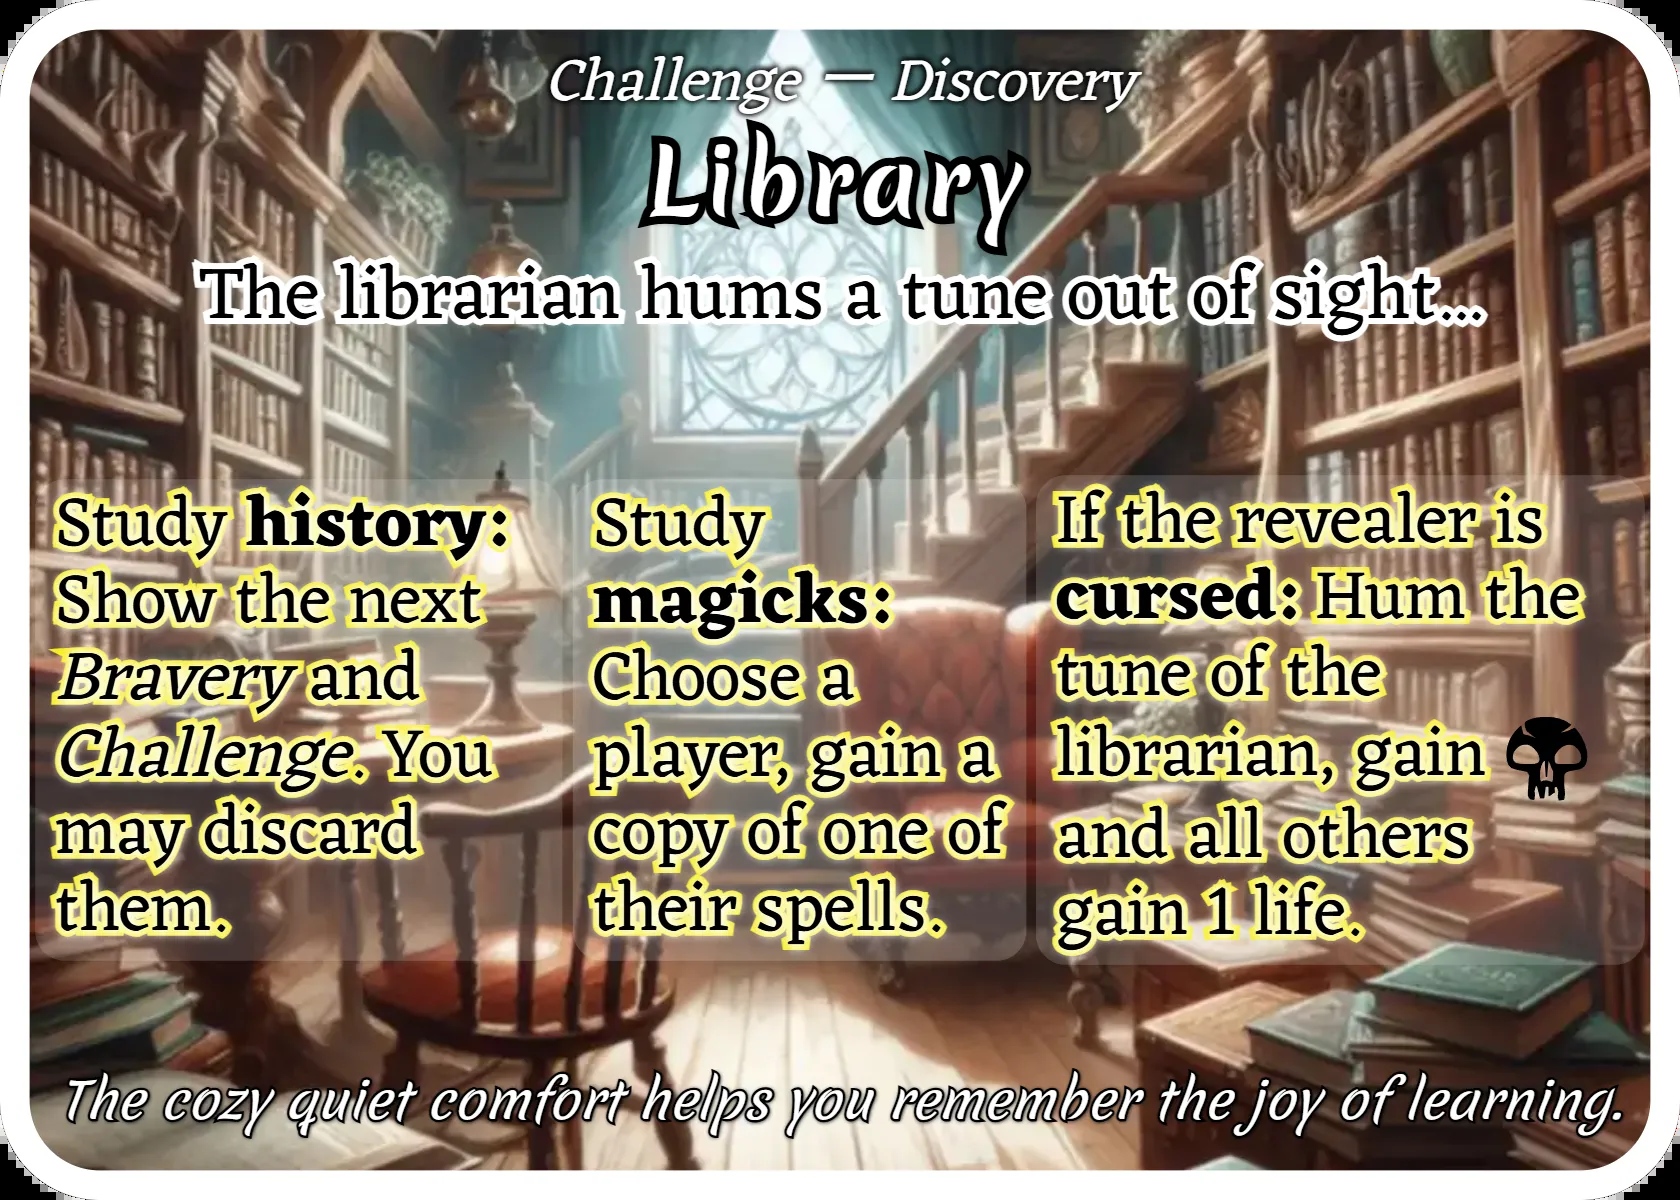 Challenge — Discovery
Library
The librarian hums a tune out of sight...
Study history:
Show the next
Bravery and
Challenge. You
may discard
them.
Study
magicks:
Choose a
player, gain a
copy of one of
their spells.
If the revealer is
cursed: Hum the
tune of the
librarian, gain
and all others
gain 1 life.
The cozy quiet comfort helps you remember the joy of learning.